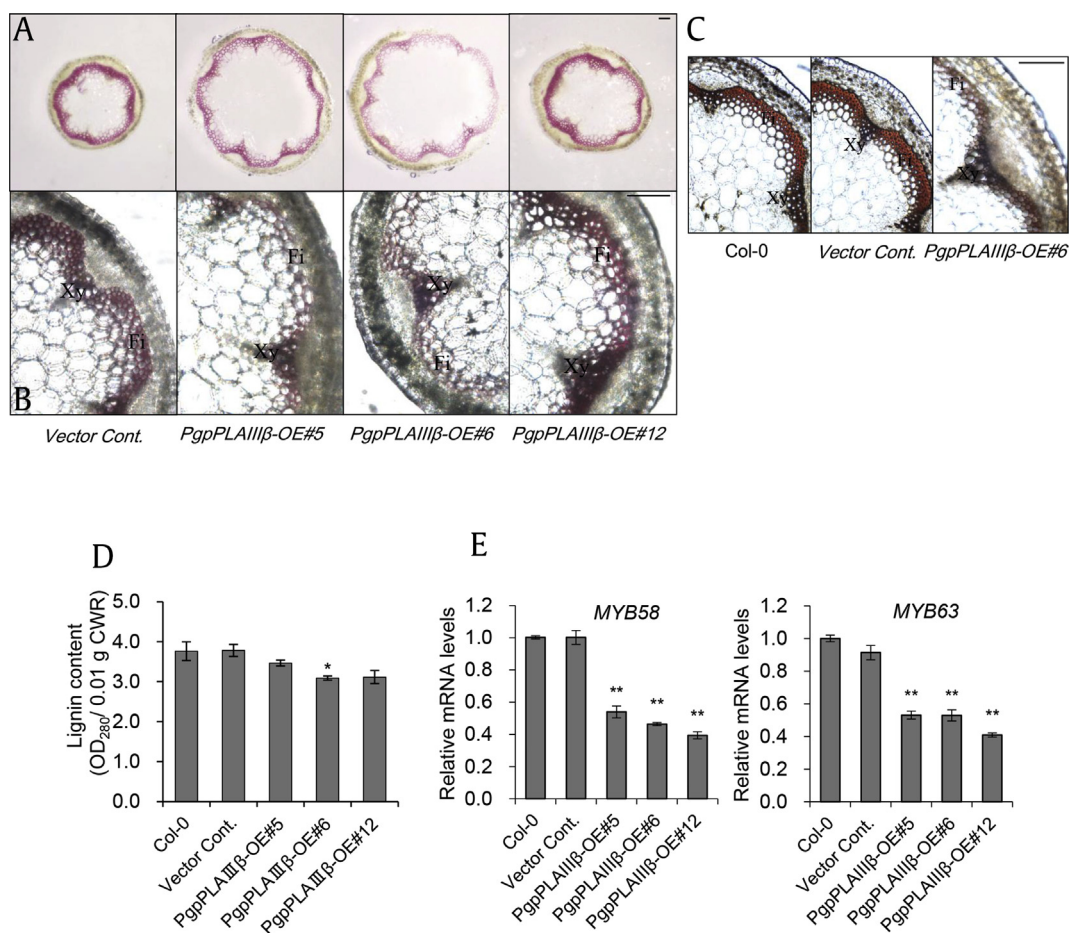 A
C
Fi
Xy
Fi
Xy
Fi
Xy
Col-0
Vector Cont.
PgpPLAIIIβ-OE#6
Xy
Fi
Fi
Xy
Xy
Fi
Fi
Xy
B
Vector Cont.
PgpPLAIIIβ-OE#5
PgpPLAIIIβ-OE#6
PgpPLAIIIβ-OE#12
D
Lignin content
(OD280/ 0.01 g CWR)
5.0
4.0
3.0
2.0
1.0
0.0
*
Col-0
Vector Cont.
PgpPLAIIIβ-OE#5
PgpPLAIIIβ-OE#6
PgpPLAIIIβ-OE#12
E
Relative mRNA levels
1.2
1.0
0.8
0.6
0.4
0.2
0.0
MYB58
**
**
**
Col-0
Vector Cont.
PgpPLAIIIβ-OE#5
PgpPLAIIIβ-OE#6
PgpPLAIIIβ-OE#12
Relative mRNA levels
1.2
1.0
0.8
0.6
0.4
0.2
0.0
MYB63
**
**
**
Col-0
Vector Cont.
PgpPLAIIIβ-OE#5
PgpPLAIIIβ-OE#6
PgpPLAIIIβ-OE#12